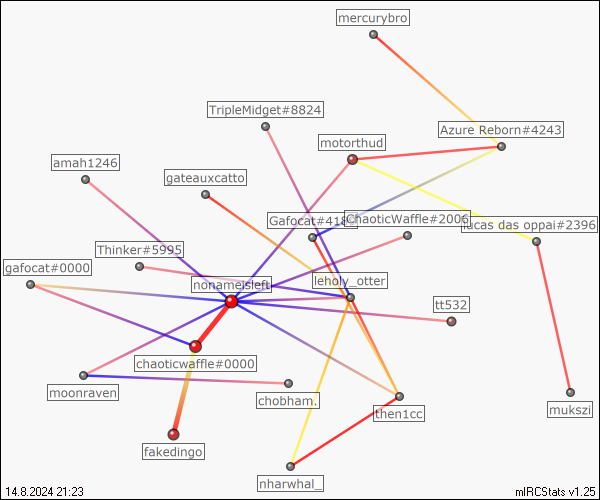 mercurybro
TripleMidget#8824
Azure Reborn#4243
motorthud
amah1246
gateauxcatto
ChaoticWaffle#2006
lucas das oppai#2396
Thinker#5995
gafocat#0000
nonameisleft
leholy_otter
tt532
chaoticwaffle#0000
moonraven
chobham.
then1cc
mukszi
fakedingo
nharwhal_
14.8.2024 21:23
mIRCStats v1.25